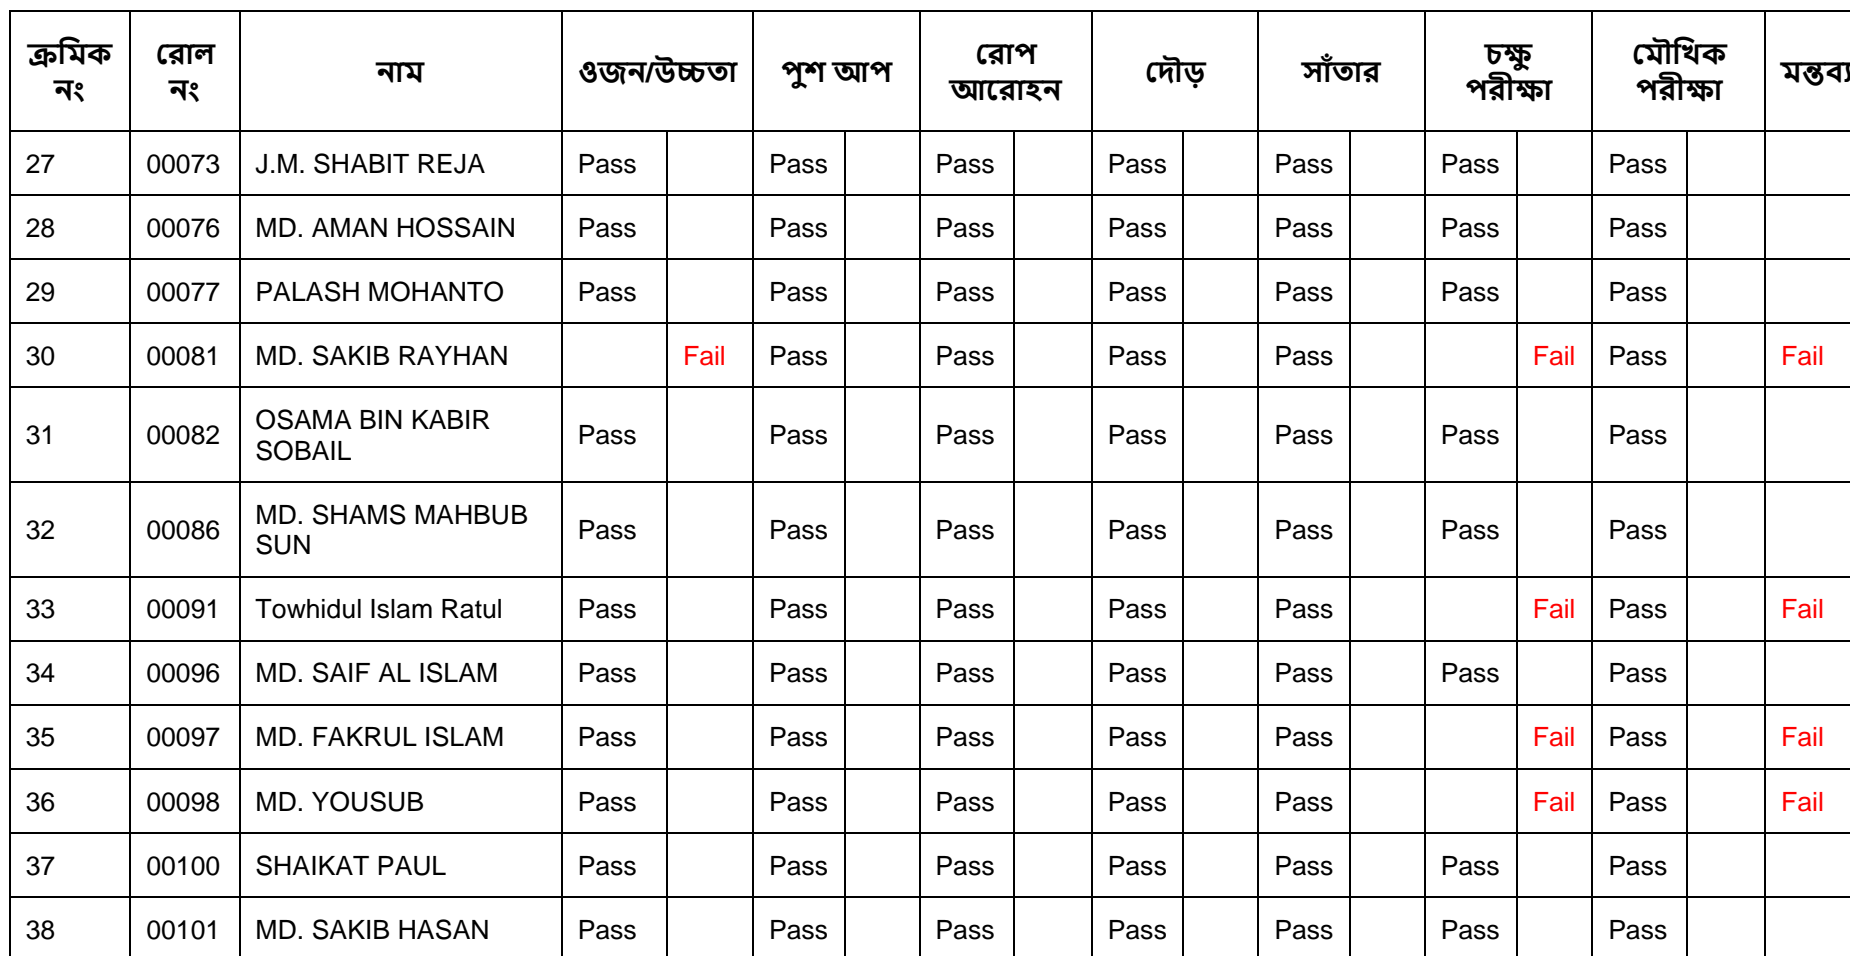 ক্রমিক নং রোল নং নাম ওজন/উচ্চতা পুশ আপ রোপ আরোহন দৌড় সাঁতার চক্ষু পরীক্ষা মৌখিক পরীক্ষা মন্তব্য
27 00073 J.M. SHABIT REJA Pass Pass Pass Pass Pass Pass Pass
28 00076 MD. AMAN HOSSAIN Pass Pass Pass Pass Pass Pass Pass
29 00077 PALASH MOHANTO Pass Pass Pass Pass Pass Pass Pass
30 00081 MD. SAKIB RAYHAN Fail Pass Pass Pass Pass Fail Pass Fail
31 00082 OSAMA BIN KABIR SOBAIL Pass Pass Pass Pass Pass Pass Pass
32 00086 MD. SHAMS MAHBUB SUN Pass Pass Pass Pass Pass Pass Pass
33 00091 Towhidul Islam Ratul Pass Pass Pass Pass Pass Fail Pass Fail
34 00096 MD. SAIF AL ISLAM Pass Pass Pass Pass Pass Pass Pass
35 00097 MD. FAKRUL ISLAM Pass Pass Pass Pass Pass Fail Pass Fail
36 00098 MD. YOUSUB Pass Pass Pass Pass Pass Fail Pass Fail
37 00100 SHAIKAT PAUL Pass Pass Pass Pass Pass Pass Pass
38 00101 MD. SAKIB HASAN Pass Pass Pass Pass Pass Pass Pass